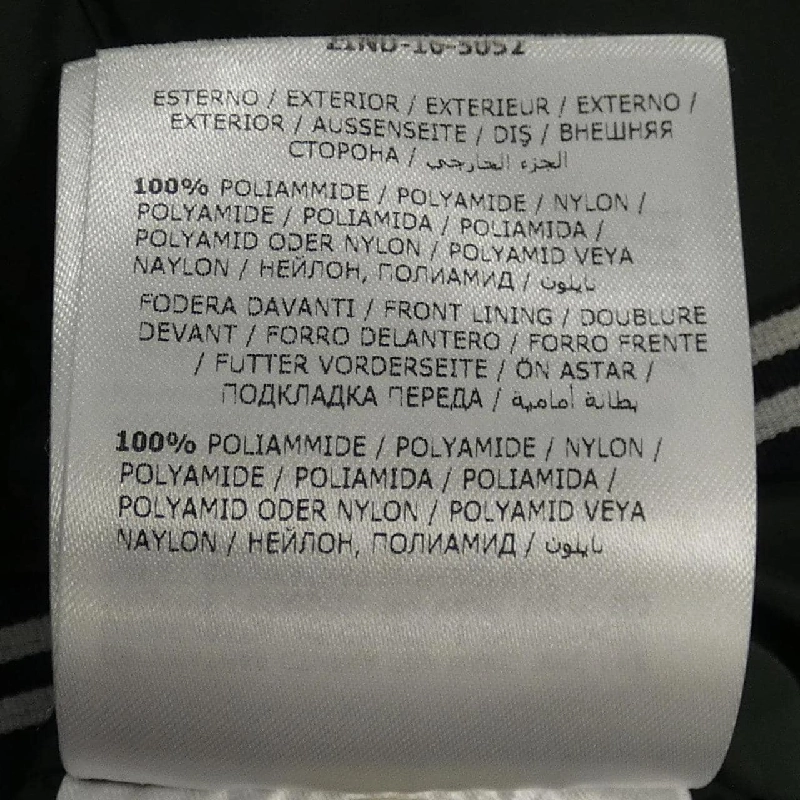 ESTERNO / EXTERIOR / EXTERIEUR / EXTERNO /
EXTERIOR / AUSSENSEITE / DIŞ / ВНЕШНЯЯ
СТОРОНА / الجزء الخارجي
100% POLIAMMIDE / POLYAMIDE / NYLON /
POLYAMIDE / POLIAMIDA / POLIAMIDA /
POLYAMID ODER NYLON / POLYAMID VEYA
NAYLON / НЕЙЛОН, ПОЛИАМИД / نايلون
FODERA DAVANTI / FRONT LINING / DOUBLURE
DEVANT / FORRO DELANTERO / FORRO FRENTE
/ FUTTER VORDERSEITE / ÖN ASTAR /
ПОДКЛАДКА ПЕРЕДА / بطانة أمامية
100% POLIAMMIDE / POLYAMIDE / NYLON /
POLYAMIDE / POLIAMIDA / POLIAMIDA /
POLYAMID ODER NYLON / POLYAMID VEYA
NAYLON / НЕЙЛОН, ПОЛИАМИД / نايلون